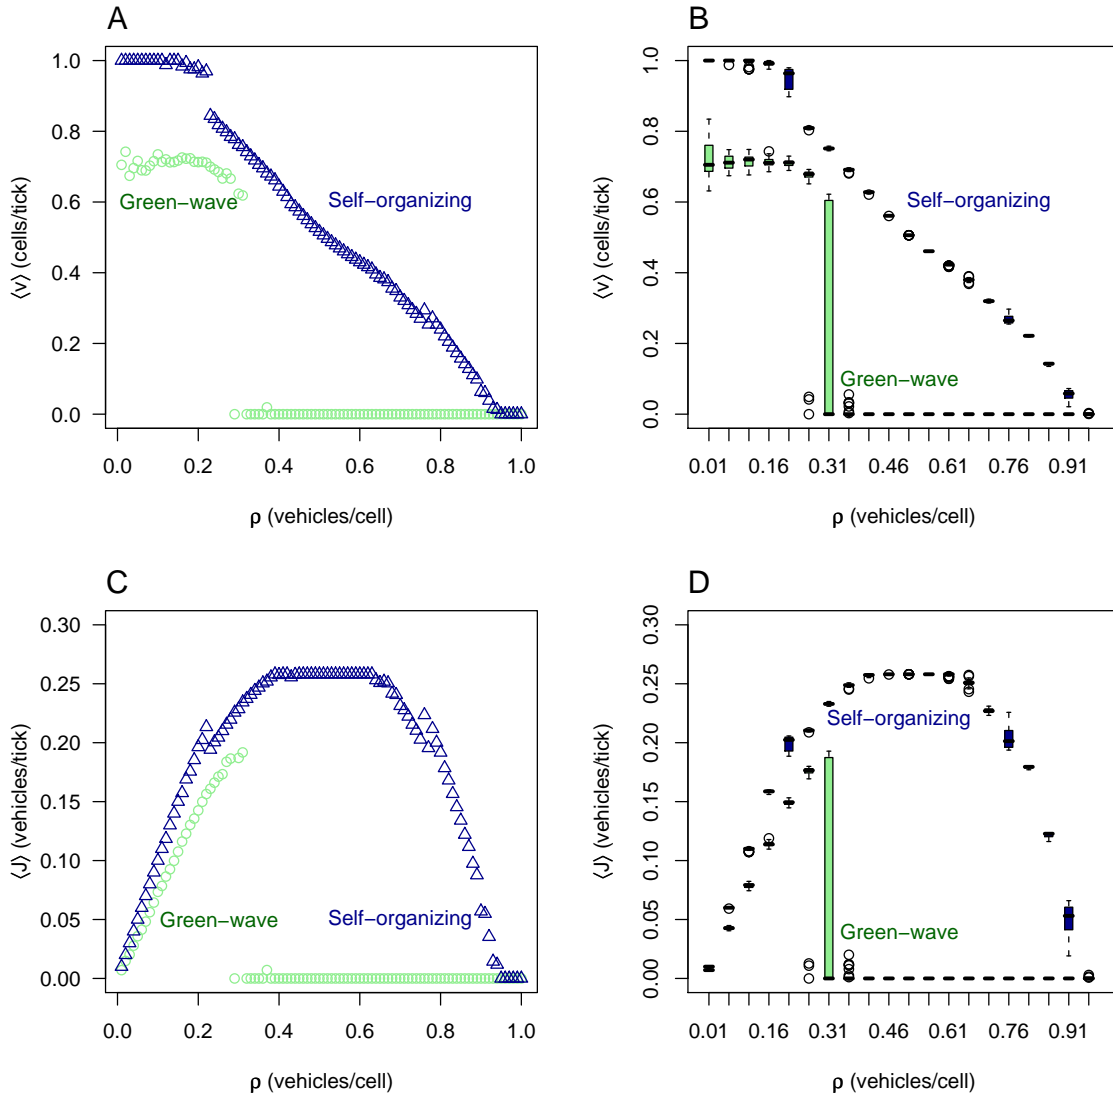 A
1.0
0.8
0.6
0.4
0.2
0.0
⟨v⟩ (cells/tick)
Green−wave
Self−organizing
0.0 0.2 0.4 0.6 0.8 1.0
ρ (vehicles/cell)
B
1.0
0.8
0.6
0.4
0.2
0.0
⟨v⟩ (cells/tick)
Self−organizing
Green−wave
0.01 0.16 0.31 0.46 0.61 0.76 0.91
ρ (vehicles/cell)
C
0.30
0.25
0.20
0.15
0.10
0.05
0.00
⟨J⟩ (vehicles/tick)
Green−wave
Self−organizing
0.0 0.2 0.4 0.6 0.8 1.0
ρ (vehicles/cell)
D
0.30
0.25
0.20
0.15
0.10
0.05
0.00
⟨J⟩ (vehicles/tick)
Self−organizing
Green−wave
0.01 0.16 0.31 0.46 0.61 0.76 0.91
ρ (vehicles/cell)